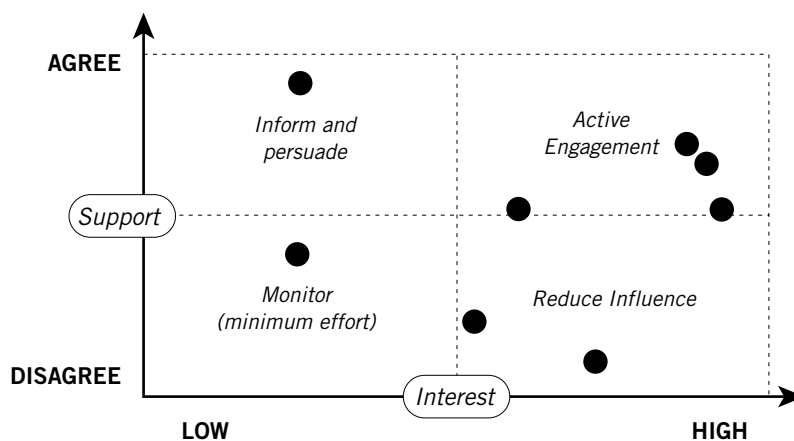 AGREE
Inform and
persuade
Active
Engagement
Support
Monitor
(minimum effort)
Reduce Influence
DISAGREE
Interest
LOW
HIGH